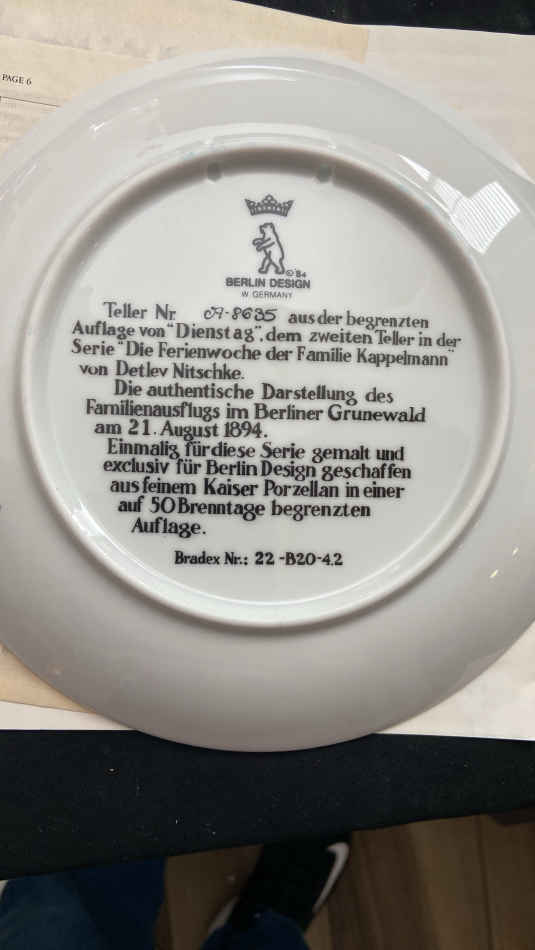 PAGE 6
©'84
BERLIN DESIGN
W. GERMANY
Teller Nr. A-8635 aus der begrenzten
Auflage von "Dienstag", dem zweiten Teller in der
Serie "Die Ferienwoche der Familie Kappelmann"
von Detlev Nitschke.
Die authentische Darstellung des
Familienausflugs im Berliner Grunewald
am 21. August 1894.
Einmalig für diese Serie gemalt und
exclusiv für Berlin Design geschaffen
aus feinem Kaiser Porzellan in einer
auf 50 Brenntage begrenzten
Auflage.
Bradex Nr.: 22-B20-4.2